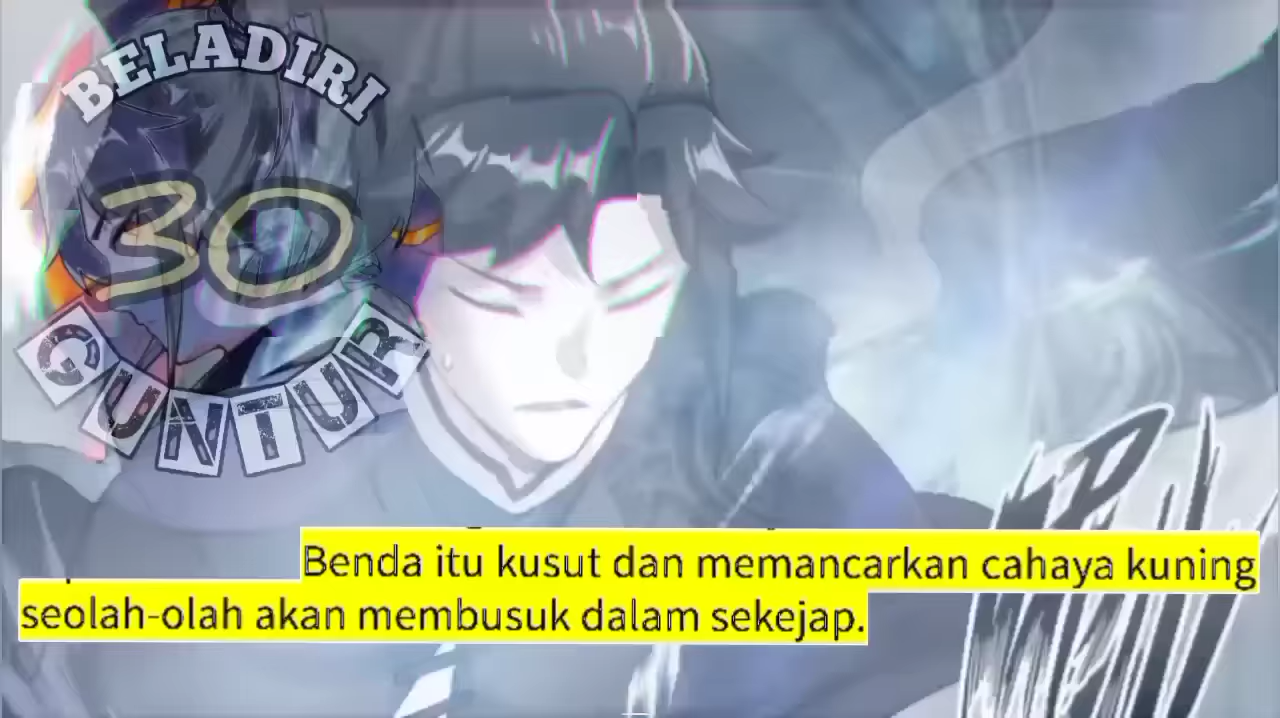 BELADIRI
30
GUNTUR
Benda itu kusut dan memancarkan cahaya kuning
seolah-olah akan membusuk dalam sekejap.